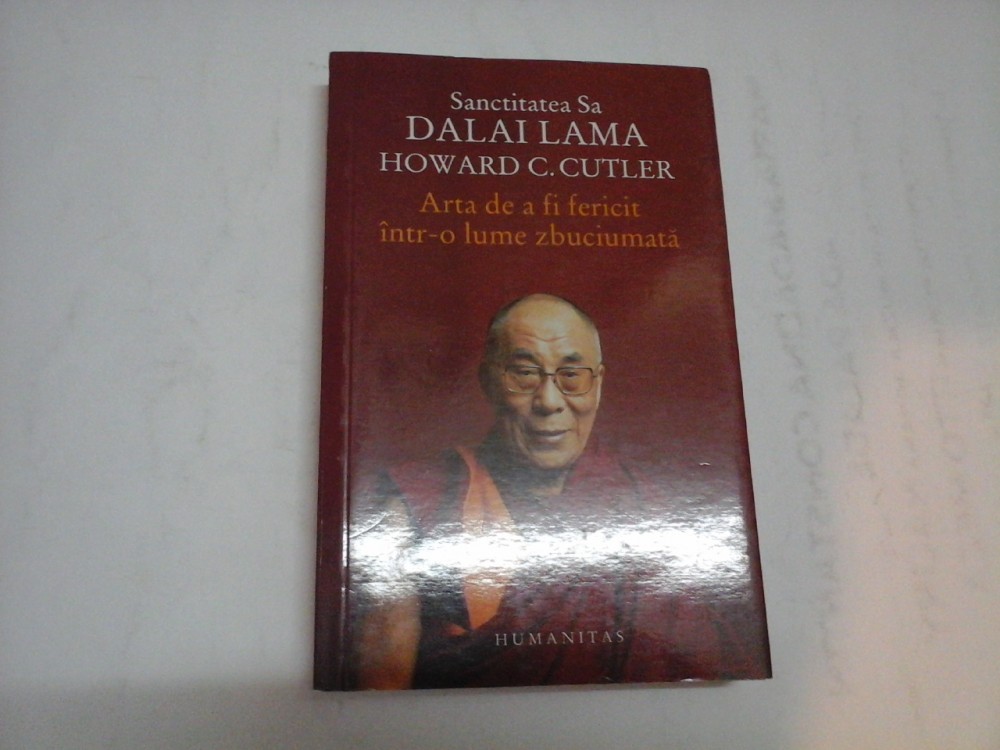 Sanctitatea Sa
DALAI LAMA
HOWARD C. CUTLER
Arta de a fi fericit
într-o lume zbuciumată
HUMANITAS